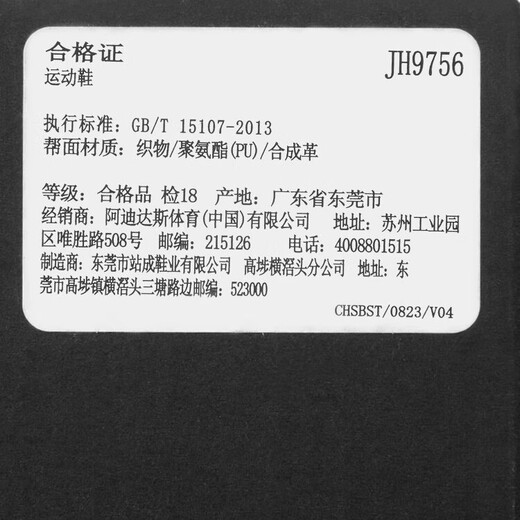 合格证
JH9756
运动鞋
执行标准: GB/T 15107-2013
帮面材质: 织物/聚氨酯(PU)/合成革
等级: 合格品 检18 产地: 广东省东莞市
经销商: 阿迪达斯体育(中国)有限公司 地址: 苏州工业园
区唯胜路508号 邮编: 215126 电话: 4008801515
制造商: 东莞市站成鞋业有限公司 高埗横滘头分公司 地址: 东
莞市高埗镇横滘头三塘路边邮编: 523000
CHSBST/0823/V04